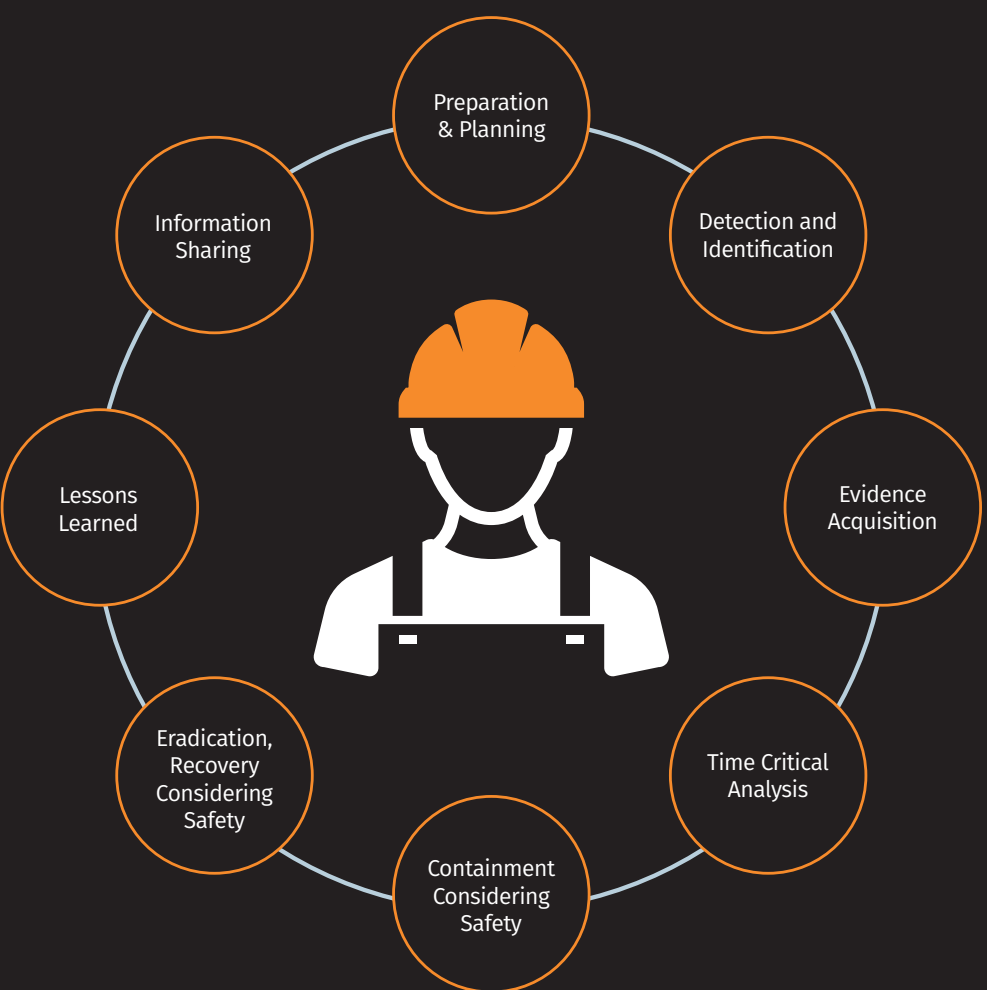 Preparation
& Planning
Detection and
Identification
Evidence
Acquisition
Time Critical
Analysis
Containment
Considering
Safety
Eradication,
Recovery
Considering
Safety
Lessons
Learned
Information
Sharing